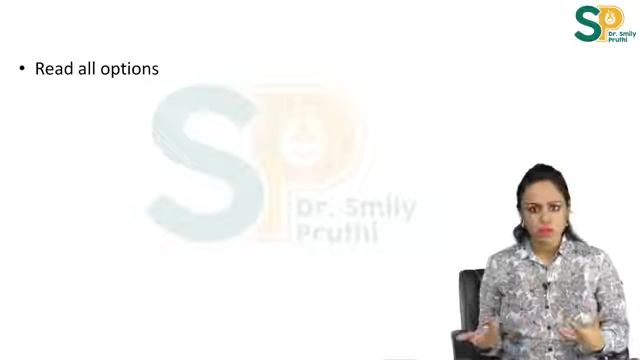 SP
Dr. Smily
Pruthi
• Read all options
SP
Dr. Smily
Pruthi